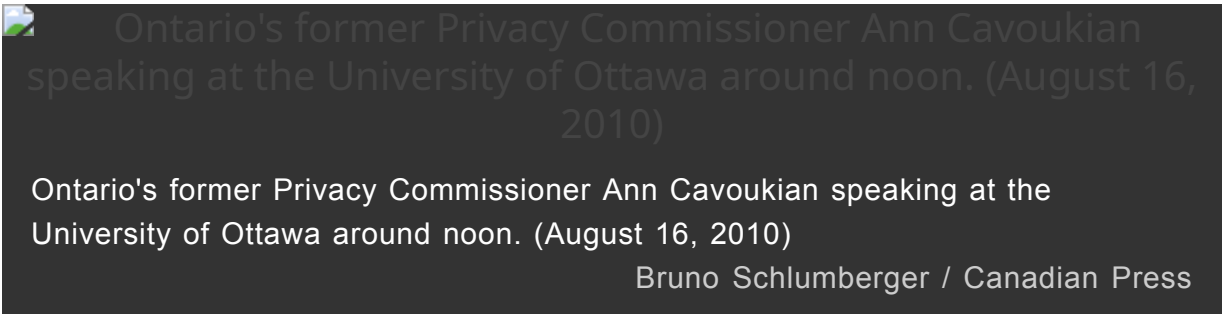 Ontario's former Privacy Commissioner Ann Cavoukian
speaking at the University of Ottawa around noon. (August 16,
2010)
Ontario's former Privacy Commissioner Ann Cavoukian speaking at the
University of Ottawa around noon. (August 16, 2010)
Bruno Schlumberger / Canadian Press